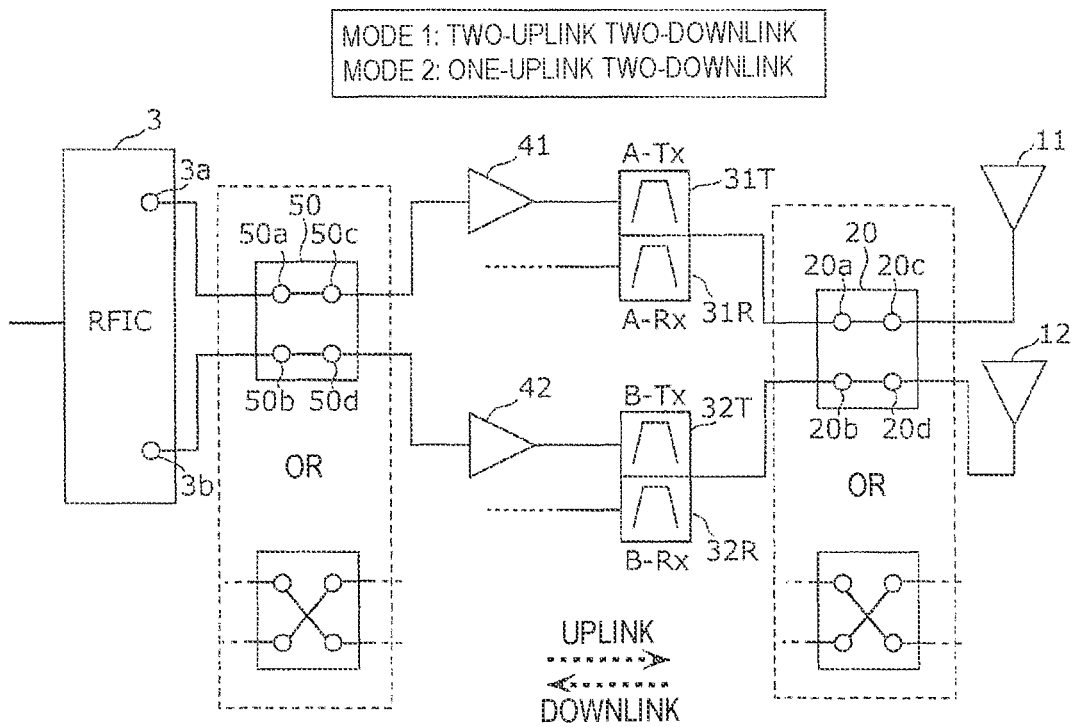 MODE 1: TWO-UPLINK TWO-DOWNLINK
MODE 2: ONE-UPLINK TWO-DOWNLINK
3
3a
RFIC
3b
50
50a
50c
50b
50d
OR
41
42
A-Tx
31T
31R
A-Rx
B-Tx
32T
32R
B-Rx
20
20a
20c
20b
20d
OR
11
12
UPLINK
DOWNLINK